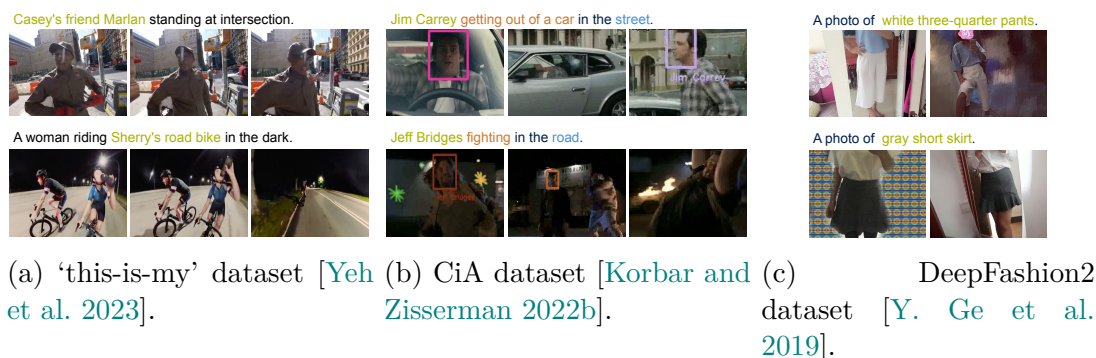 Casey's friend Marlan standing at intersection.
Jim Carrey getting out of a car in the street.
A photo of white three-quarter pants.
Jim Carrey
A woman riding Sherry's road bike in the dark.
Jeff Bridges fighting in the road.
A photo of gray short skirt.
(a) ‘this-is-my’ dataset [Yeh
et al. 2023].
(b) CiA dataset [Korbar and
Zisserman 2022b].
(c) DeepFashion2
dataset [Y. Ge et al.
2019].